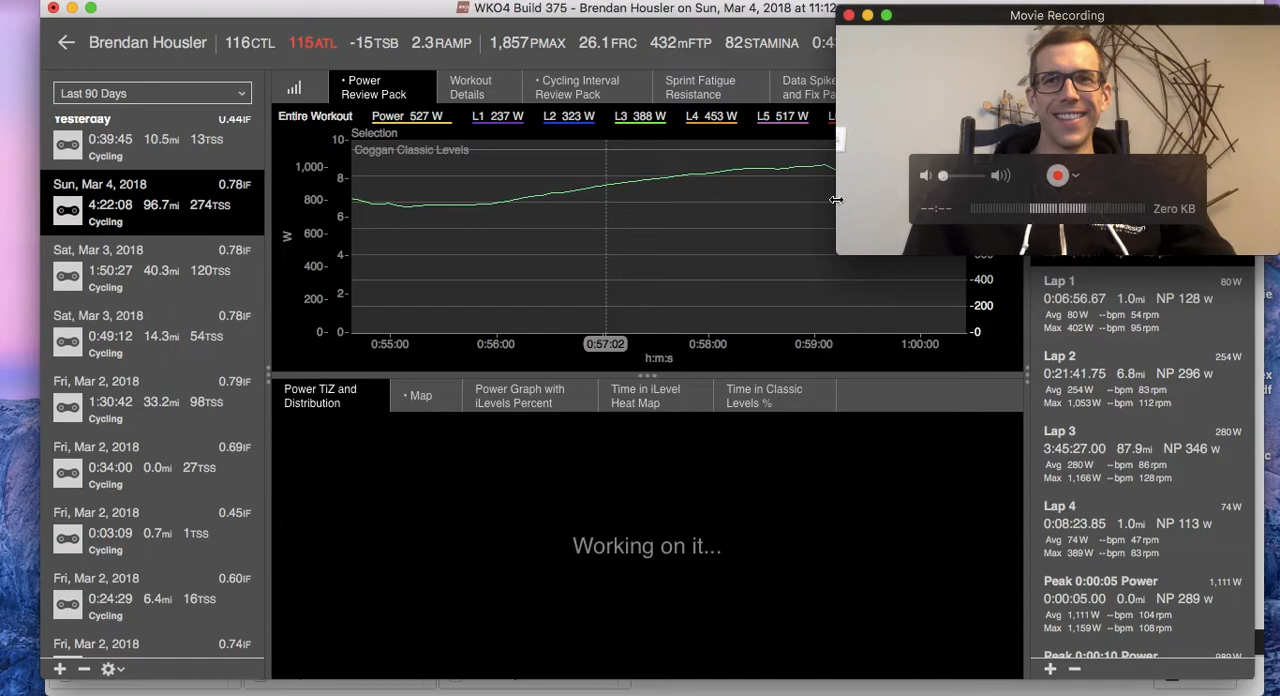 WKO4 Build 375 - Brendan Housler on Sun, Mar 4, 2018 at 11:12
Movie Recording
Brendan Housler 116CTL 115ATL -15TSB 2.3RAMP 1,857PMAX 26.1FRC 432mFTP 82STAMINA
Last 90 Days
• Power Review Pack
Workout Details
• Cycling Interval Review Pack
Sprint Fatigue Resistance
Data Spike
and Fix
Entire Workout Power 527 W L1 237 W L2 323 W L3 388 W L4 453 W L5 517 W
Selection
Coggan Classic Levels
10
1,000
8
800
6
W
600
4
400
2
200
0 0
-400
-200
-0
0:55:00 0:56:00 0:57:02 0:58:00 0:59:00 1:00:00
h:m:s
--:-- Zero KB
Yesterday 0.44IF
0:39:45 10.5mi 13TSS
Cycling
Sun, Mar 4, 2018 0.78IF
4:22:08 96.7mi 274TSS
Cycling
Sat, Mar 3, 2018 0.78IF
1:50:27 40.3mi 120TSS
Cycling
Sat, Mar 3, 2018 0.78IF
0:49:12 14.3mi 54TSS
Cycling
Fri, Mar 2, 2018 0.79IF
1:30:42 33.2mi 98TSS
Cycling
Fri, Mar 2, 2018 0.69IF
0:34:00 0.0mi 27TSS
Cycling
Fri, Mar 2, 2018 0.45IF
0:03:09 0.7mi 1TSS
Cycling
Fri, Mar 2, 2018 0.60IF
0:24:29 6.4mi 16TSS
Cycling
Fri, Mar 2, 2018 0.74IF
Power TiZ and Distribution
• Map
Power Graph with iLevels Percent
Time in iLevel Heat Map
Time in Classic Levels %
Working on it...
Lap 1 80W
0:06:56.67 1.0mi NP 128 W
Avg 80W --bpm 54rpm
Max 402W --bpm 95rpm
Lap 2 254W
0:21:41.75 6.8mi NP 296 W
Avg 254W --bpm 83rpm
Max 1,053W --bpm 112rpm
Lap 3 280W
3:45:27.00 87.9mi NP 346 W
Avg 280W --bpm 86rpm
Max 1,166W --bpm 128rpm
Lap 4 74W
0:08:23.85 1.0mi NP 113 W
Avg 74W --bpm 47rpm
Max 389W --bpm 83rpm
Peak 0:00:05 Power 1,111W
0:00:05.00 0.0mi NP 289 W
Avg 1,111W --bpm 104rpm
Max 1,159W --bpm 108rpm
Peak 0:00:10 Power 989W